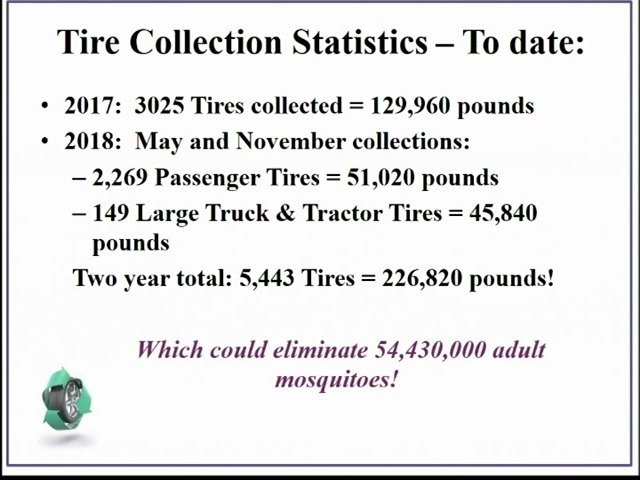 Tire Collection Statistics – To date:
• 2017: 3025 Tires collected = 129,960 pounds
• 2018: May and November collections:
– 2,269 Passenger Tires = 51,020 pounds
– 149 Large Truck & Tractor Tires = 45,840
pounds
Two year total: 5,443 Tires = 226,820 pounds!
Which could eliminate 54,430,000 adult
mosquitoes!